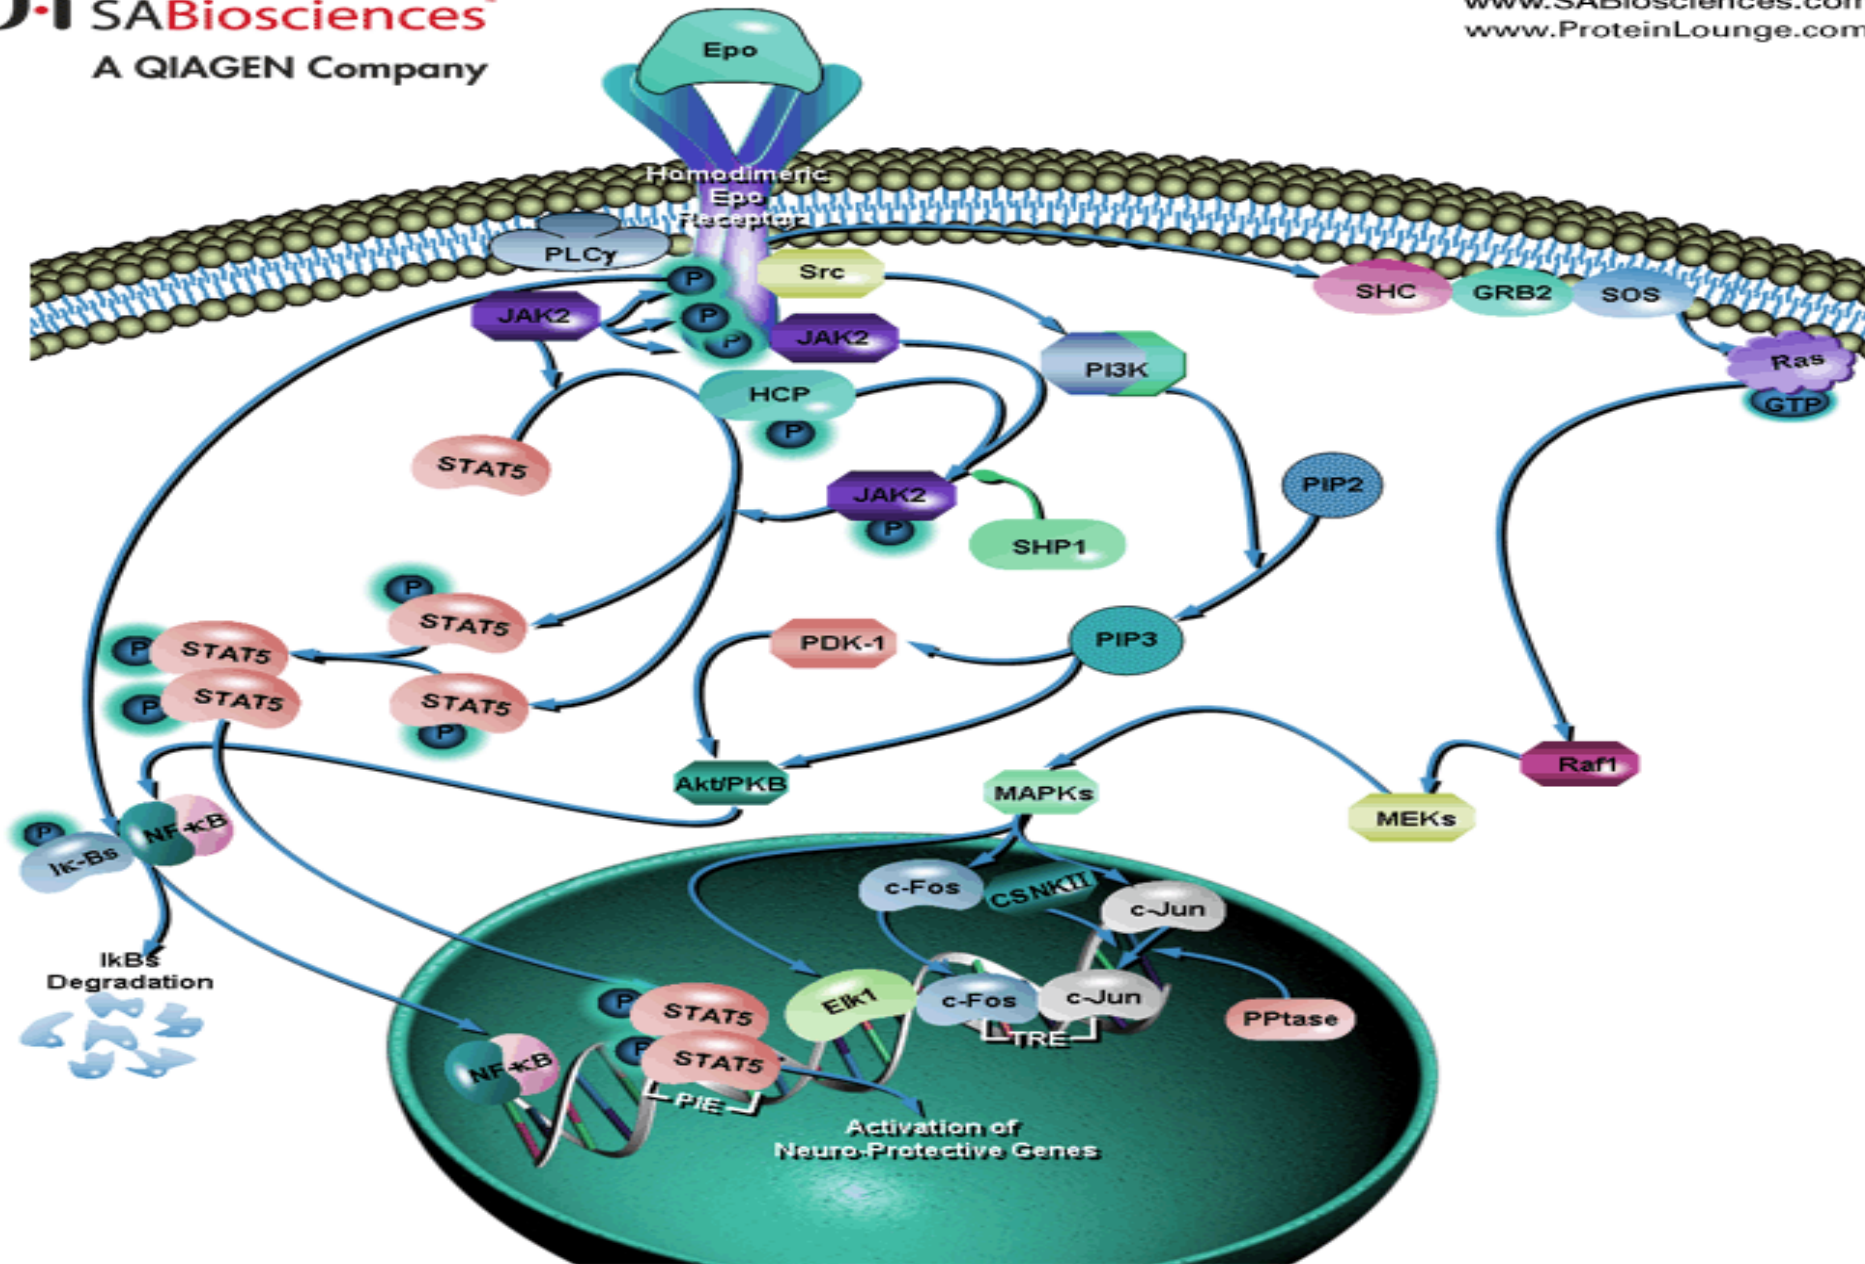 SABiosciences
A QIAGEN Company
www.SABiosciences.com
www.ProteinLounge.com
Epo
Homodimeric
Epo
Receptor
PLCγ
P
Src
SHC
GRB2
SOS
JAK2
P
P
JAK2
Ras
GTP
PI3K
HCP
P
STAT5
JAK2
P
PIP2
SHP1
P
STAT5
P
STAT5
PDK-1
PIP3
P
STAT5
STAT5
P
Akt/PKB
MAPKs
Raf1
MEKs
P
Iκ-Bs
NF-κB
c-Fos
CSNKII
c-Jun
IkBs
Degradation
P
STAT5
Elk1
c-Fos
c-Jun
TRE
PPtase
NF-κB
P
STAT5
PIE
Activation of
Neuro-Protective Genes